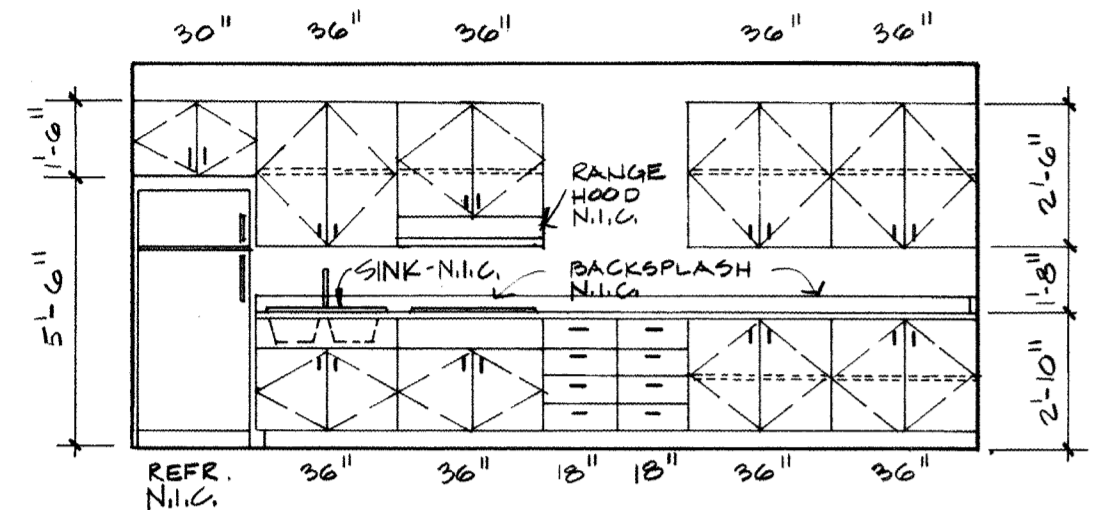 30" 36" 36" 36" 36"
1'-6"
5'-6"
RANGE
HOOD
N.I.C.
2'-6"
SINK-N.I.C.
BACKSPLASH
N.I.C.
1'-8"
2'-10"
REFR.
N.I.C.
36" 36" 18" 18" 36" 36"